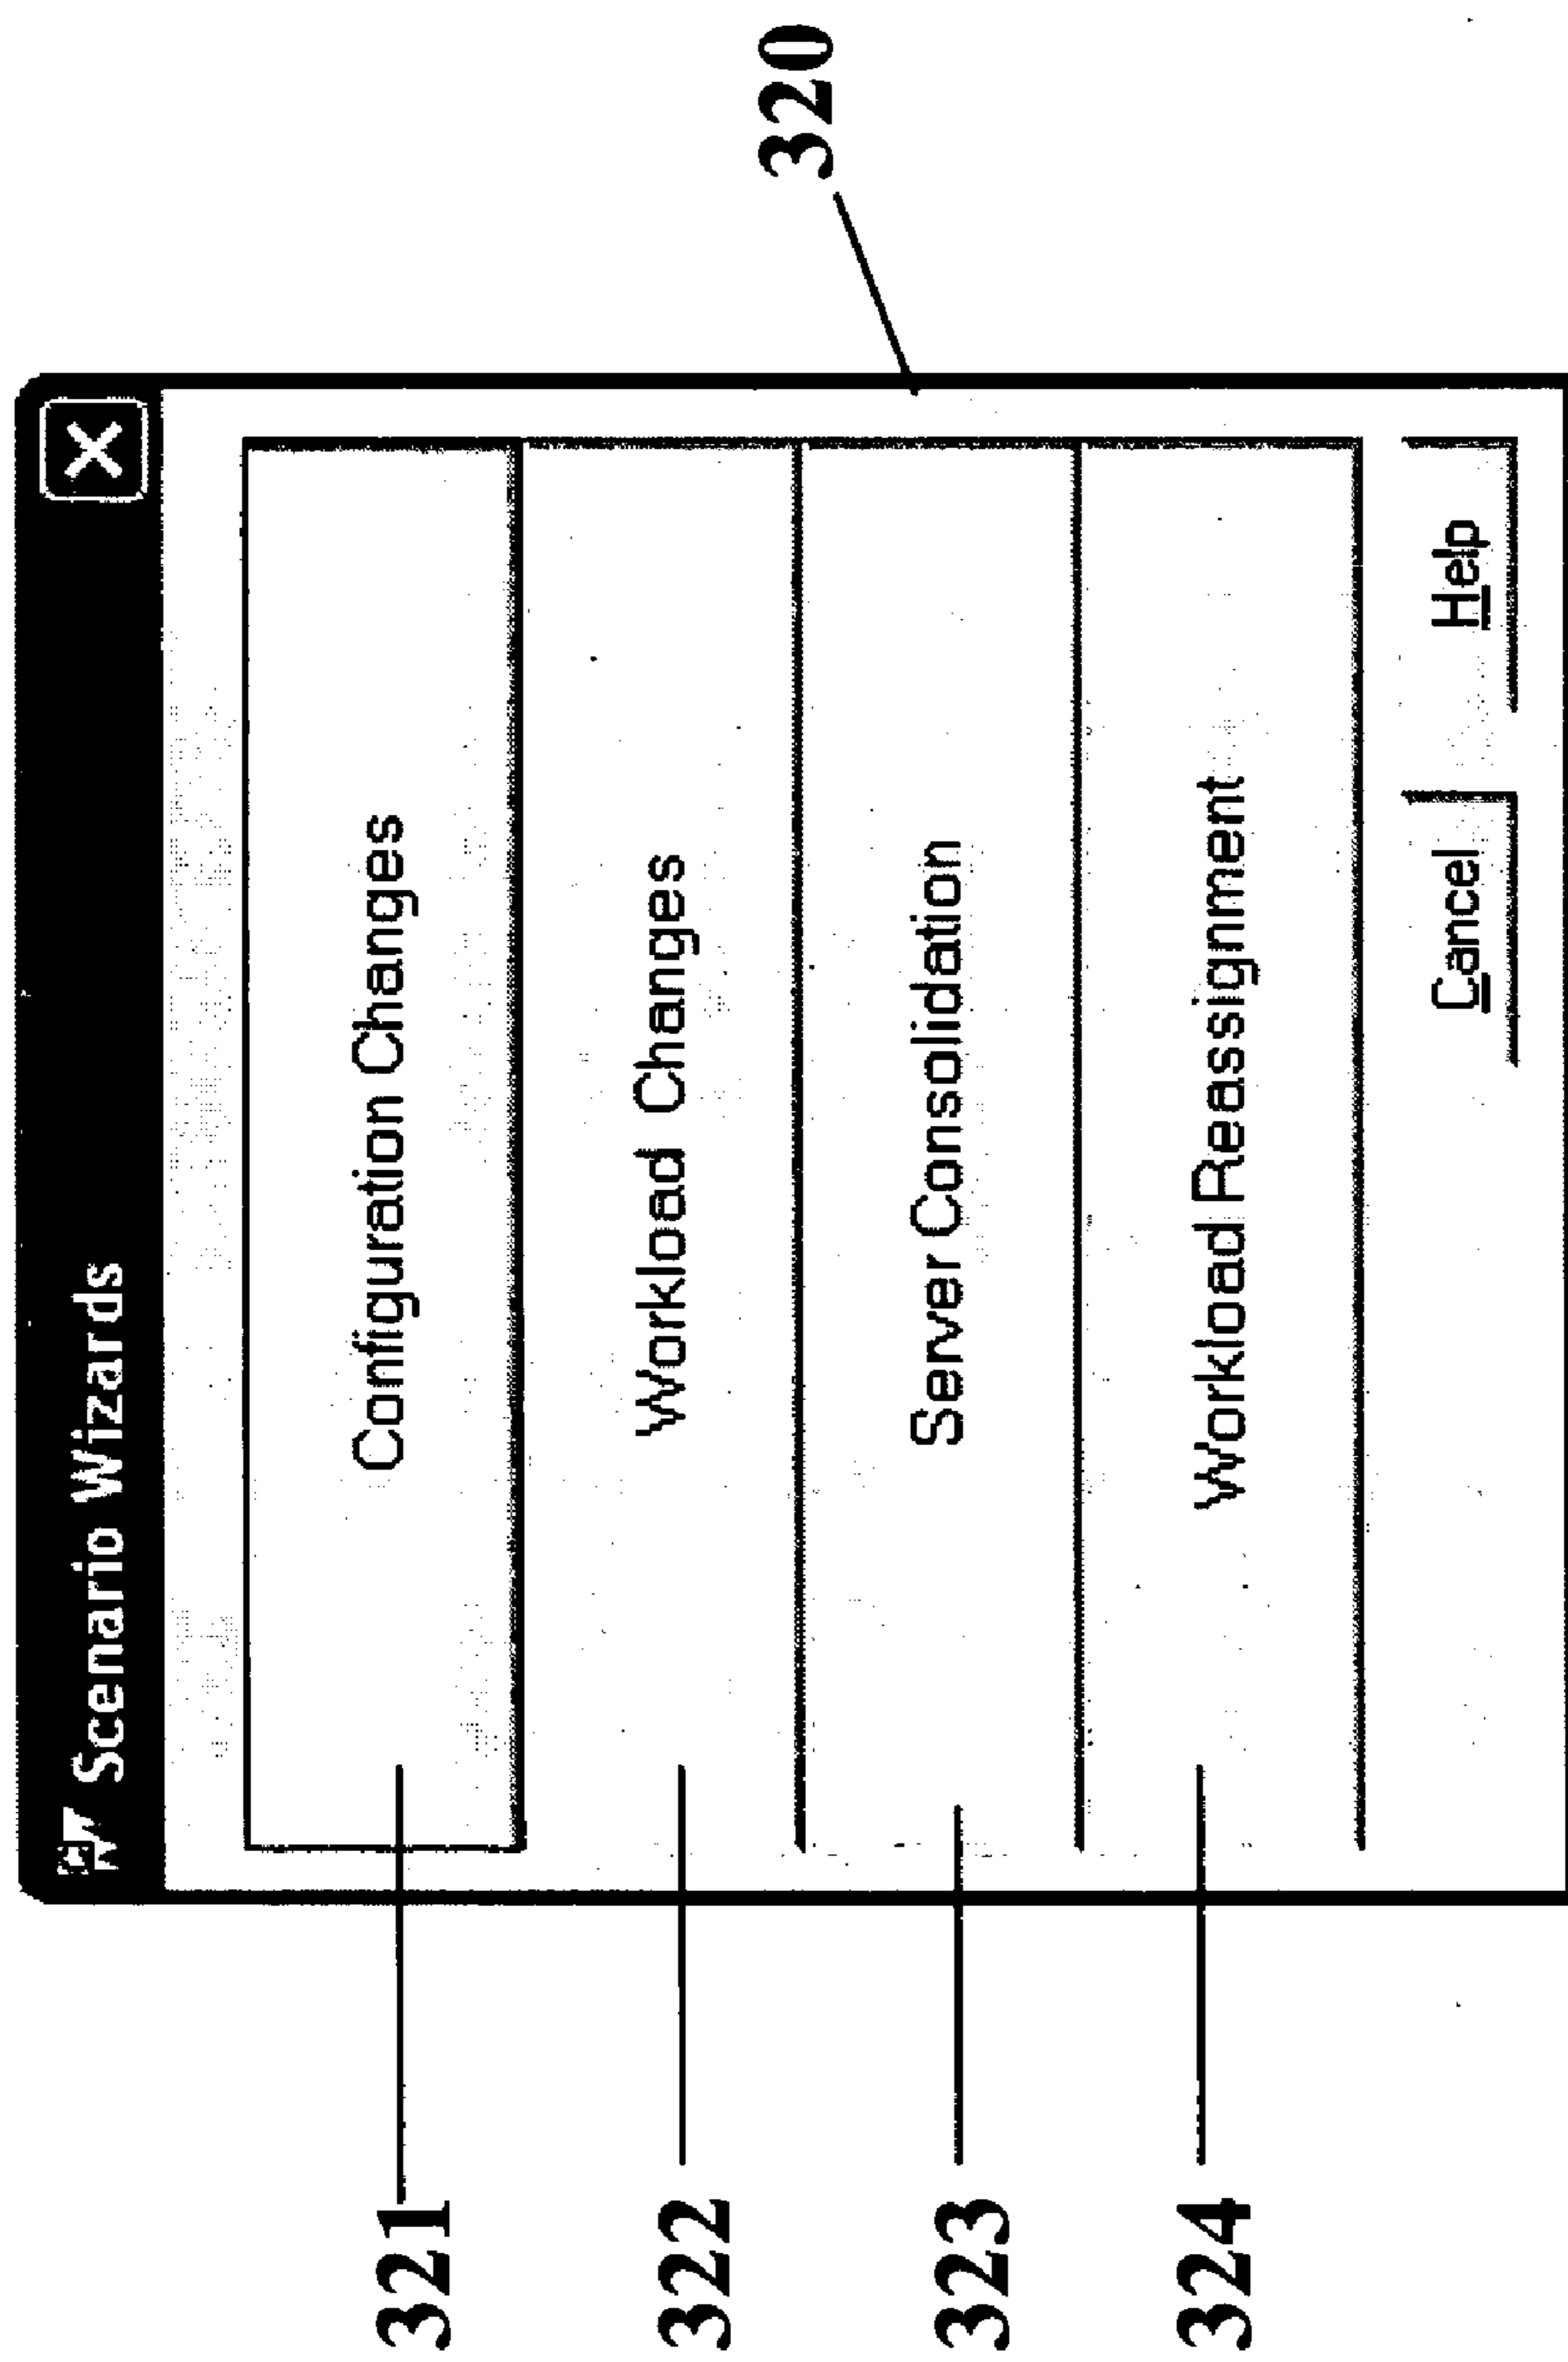 Scenario Wizards
320
321 Configuration Changes
322 Workload Changes
323 Server Consolidation
324 Workload Reassignment
Cancel Help